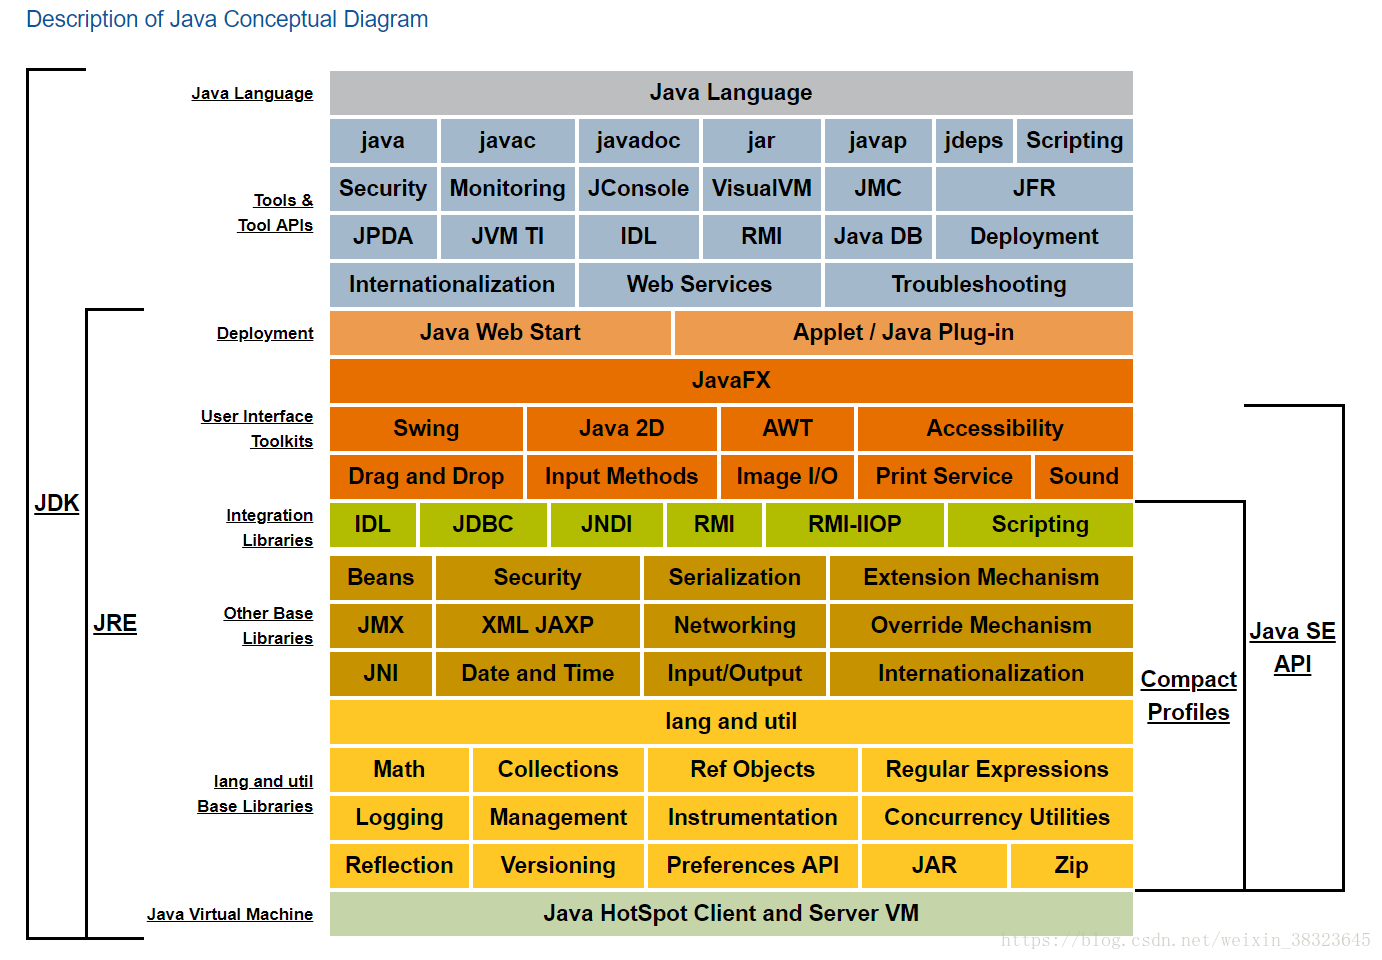 Description of Java Conceptual Diagram
Java Language
Java Language
java javac javadoc jar javap jdeps Scripting
Tools &
Tool APIs
Security Monitoring JConsole VisualVM JMC JFR
JPDA JVM TI IDL RMI Java DB Deployment
Internationalization Web Services Troubleshooting
Deployment
Java Web Start Applet / Java Plug-in
JavaFX
User Interface
Toolkits
Swing Java 2D AWT Accessibility
Drag and Drop Input Methods Image I/O Print Service Sound
JDK
Integration
Libraries
IDL JDBC JNDI RMI RMI-IIOP Scripting
Beans Security Serialization Extension Mechanism
JRE
Other Base
Libraries
JMX XML JAXP Networking Override Mechanism
JNI Date and Time Input/Output Internationalization
Java SE
API
Compact
Profiles
lang and util
lang and util
Base Libraries
Math Collections Ref Objects Regular Expressions
Logging Management Instrumentation Concurrency Utilities
Reflection Versioning Preferences API JAR Zip
Java Virtual Machine
Java HotSpot Client and Server VM
https://blog.csdn.net/weixin_38323645